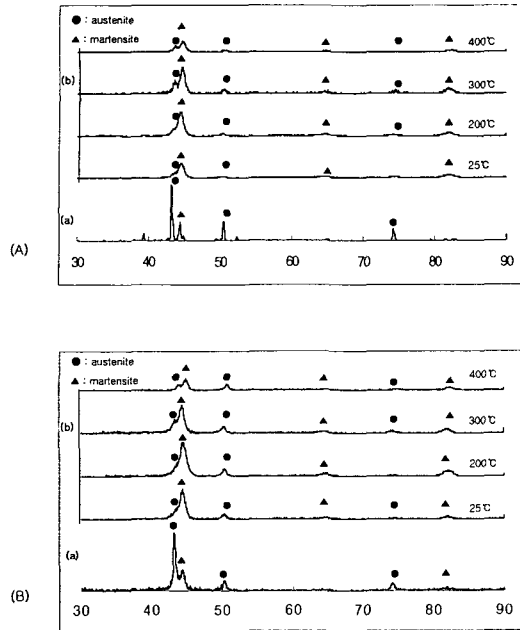 ● : austenite
▲ : martensite
400℃
(b)
300℃
200℃
25℃
(a)
(A)
30 40 50 60 70 80 90
● : austenite
▲ : martensite
400℃
(b)
300℃
200℃
25℃
(a)
(B)
30 40 50 60 70 80 90